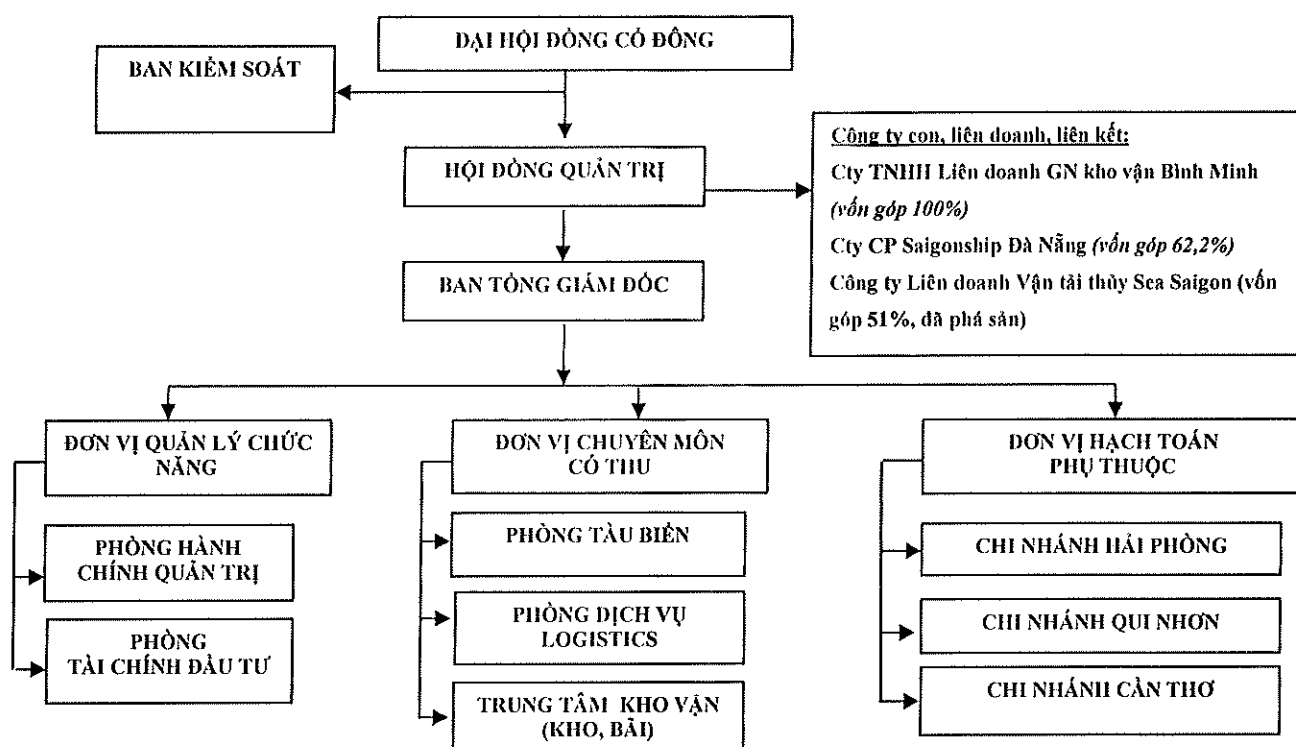 ĐẠI HỘI ĐỒNG CỔ ĐÔNG
BAN KIỂM SOÁT
HỘI ĐỒNG QUẢN TRỊ
Công ty con, liên doanh, liên kết:
Cty TNHH Liên doanh GN kho vận Bình Minh
(vốn góp 100%)
Cty CP Saigonship Đà Nẵng (vốn góp 62,2%)
Công ty Liên doanh Vận tải thủy Sea Saigon (vốn
góp 51%, đã phá sản)
BAN TỔNG GIÁM ĐỐC
ĐƠN VỊ QUẢN LÝ CHỨC
NĂNG
PHÒNG HÀNH
CHÍNH QUẢN TRỊ
PHÒNG
TÀI CHÍNH ĐẦU TƯ
ĐƠN VỊ CHUYÊN MÔN
CÓ THU
PHÒNG TÀU BIỂN
PHÒNG DỊCH VỤ
LOGISTICS
TRUNG TÂM KHO VẬN
(KHO, BÃI)
ĐƠN VỊ HẠCH TOÁN
PHỤ THUỘC
CHI NHÁNH HẢI PHÒNG
CHI NHÁNH QUI NHƠN
CHI NHÁNH CẦN THƠ